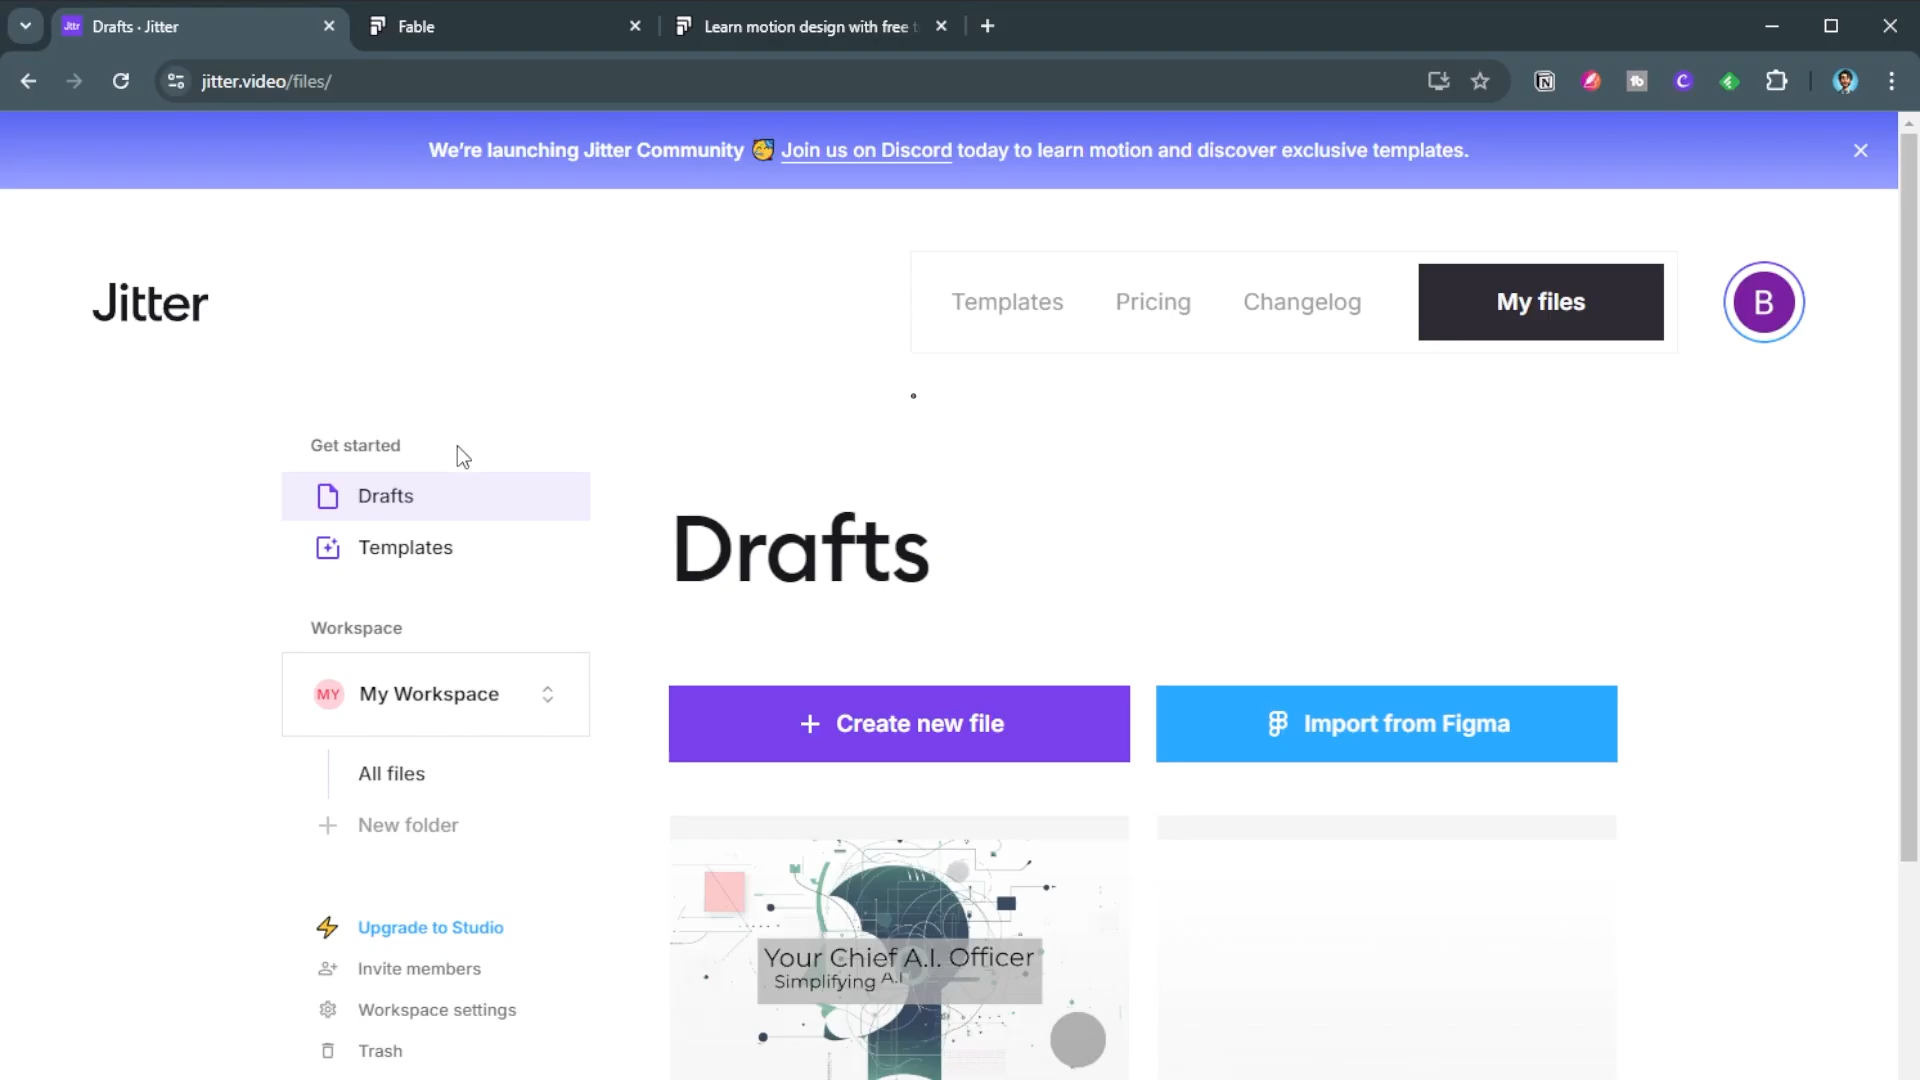 Jittr Drafts · Jitter
Fable
Learn motion design with free t
jitter.video/files/
We're launching Jitter Community 🥳 Join us on Discord today to learn motion and discover exclusive templates.
Jitter
Templates
Pricing
Changelog
My files
B
Get started
Drafts
Templates
Workspace
MY My Workspace
All files
New folder
Upgrade to Studio
Invite members
Workspace settings
Trash
Drafts
+ Create new file
Import from Figma
Your Chief A.I. Officer
Simplifying A.I